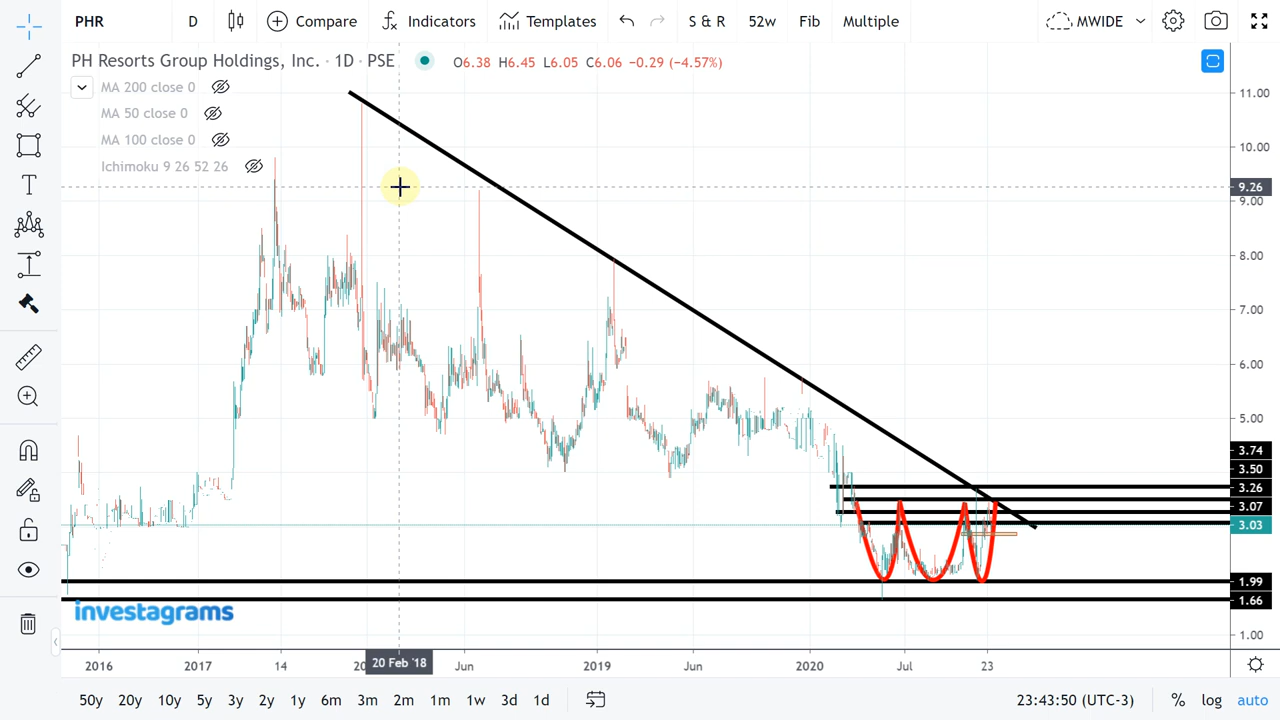 PHR D Compare Indicators Templates S & R 52w Fib Multiple MWIDE
PH Resorts Group Holdings, Inc. · 1D · PSE O6.38 H6.45 L6.05 C6.06 −0.29 (−4.57%)
MA 200 close 0
MA 50 close 0
MA 100 close 0
Ichimoku 9 26 52 26
11.00
10.00
9.26
9.00
8.00
7.00
6.00
5.00
3.74
3.50
3.26
3.07
3.03
1.99
1.66
1.00
investagrams
2016 2017 14 20 20 Feb '18 Jun 2019 Jun 2020 Jul 23
50y 20y 10y 5y 3y 2y 1y 6m 3m 2m 1m 1w 3d 1d 23:43:50 (UTC-3) % log auto